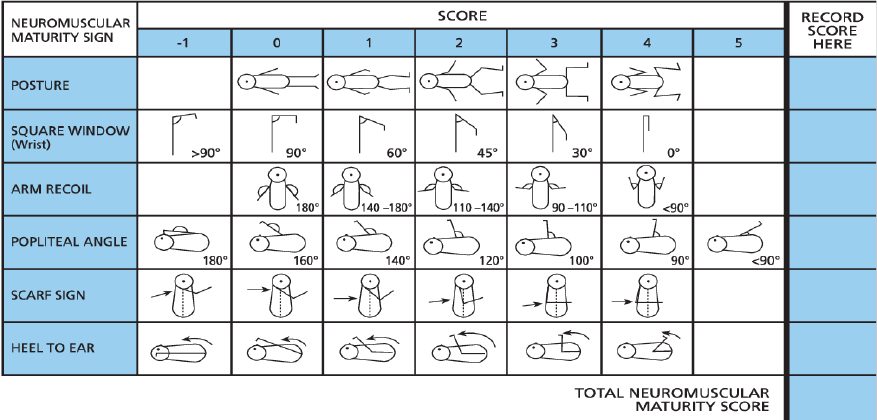 NEUROMUSCULAR
MATURITY SIGN
SCORE
RECORD
SCORE
HERE
-1 0 1 2 3 4 5
POSTURE
SQUARE WINDOW
(Wrist)
>90° 90° 60° 45° 30° 0°
ARM RECOIL
180° 140 –180° 110 –140° 90 –110° <90°
POPLITEAL ANGLE
180° 160° 140° 120° 100° 90° <90°
SCARF SIGN
HEEL TO EAR
TOTAL NEUROMUSCULAR
MATURITY SCORE